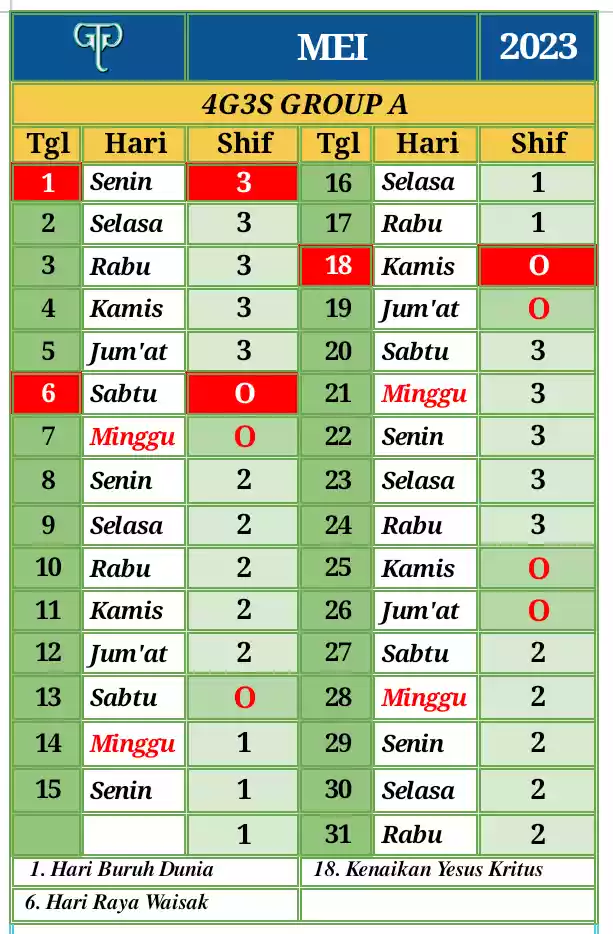 GTG MEI 2023
4G3S GROUP A
Tgl Hari Shif Tgl Hari Shif
1 Senin 3 16 Selasa 1
2 Selasa 3 17 Rabu 1
3 Rabu 3 18 Kamis O
4 Kamis 3 19 Jum'at O
5 Jum'at 3 20 Sabtu 3
6 Sabtu O 21 Minggu 3
7 Minggu O 22 Senin 3
8 Senin 2 23 Selasa 3
9 Selasa 2 24 Rabu 3
10 Rabu 2 25 Kamis O
11 Kamis 2 26 Jum'at O
12 Jum'at 2 27 Sabtu 2
13 Sabtu O 28 Minggu 2
14 Minggu 1 29 Senin 2
15 Senin 1 30 Selasa 2
1 31 Rabu 2
1. Hari Buruh Dunia 18. Kenaikan Yesus Kritus
6. Hari Raya Waisak